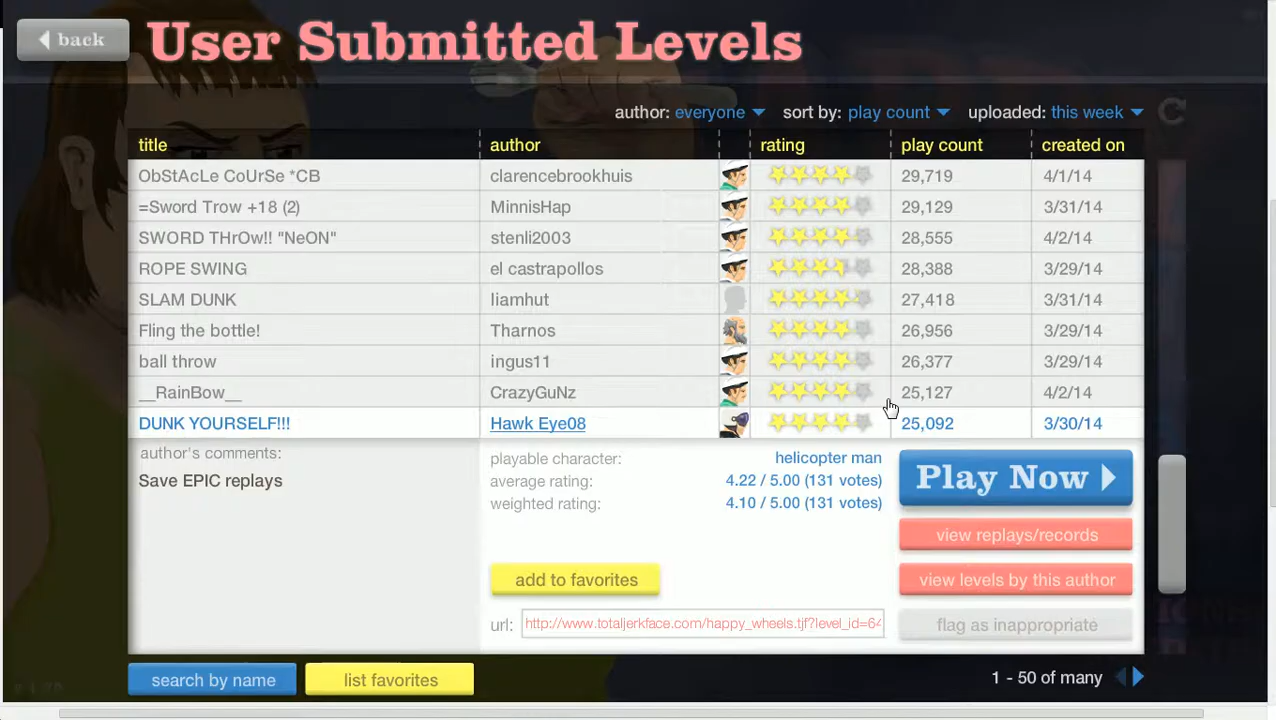 back
User Submitted Levels
author: everyone sort by: play count uploaded: this week
title author rating play count created on
ObStAcLe CoUrSe *CB clarencebrookhuis 29,719 4/1/14
=Sword Trow +18 (2) MinnisHap 29,129 3/31/14
SWORD THrOw!! "NeON" stenli2003 28,555 4/2/14
ROPE SWING el castrapollos 28,388 3/29/14
SLAM DUNK liamhut 27,418 3/31/14
Fling the bottle! Tharnos 26,956 3/29/14
ball throw ingus11 26,377 3/29/14
__RainBow__ CrazyGuNz 25,127 4/2/14
DUNK YOURSELF!!! Hawk Eye08 25,092 3/30/14
author's comments:
Save EPIC replays
playable character: helicopter man
average rating: 4.22 / 5.00 (131 votes)
weighted rating: 4.10 / 5.00 (131 votes)
Play Now
view replays/records
add to favorites
view levels by this author
url: http://www.totaljerkface.com/happy_wheels.tjf?level_id=64
flag as inappropriate
search by name
list favorites
1 - 50 of many